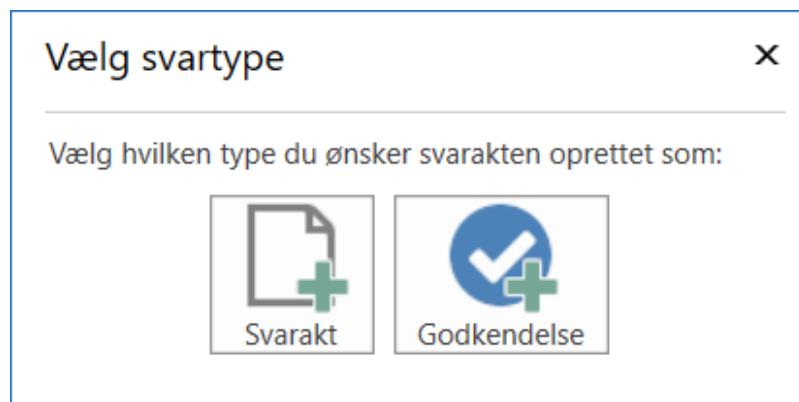 Vælg svartype
Vælg hvilken type du ønsker svarakten oprettet som:
Svarakt
Godkendelse